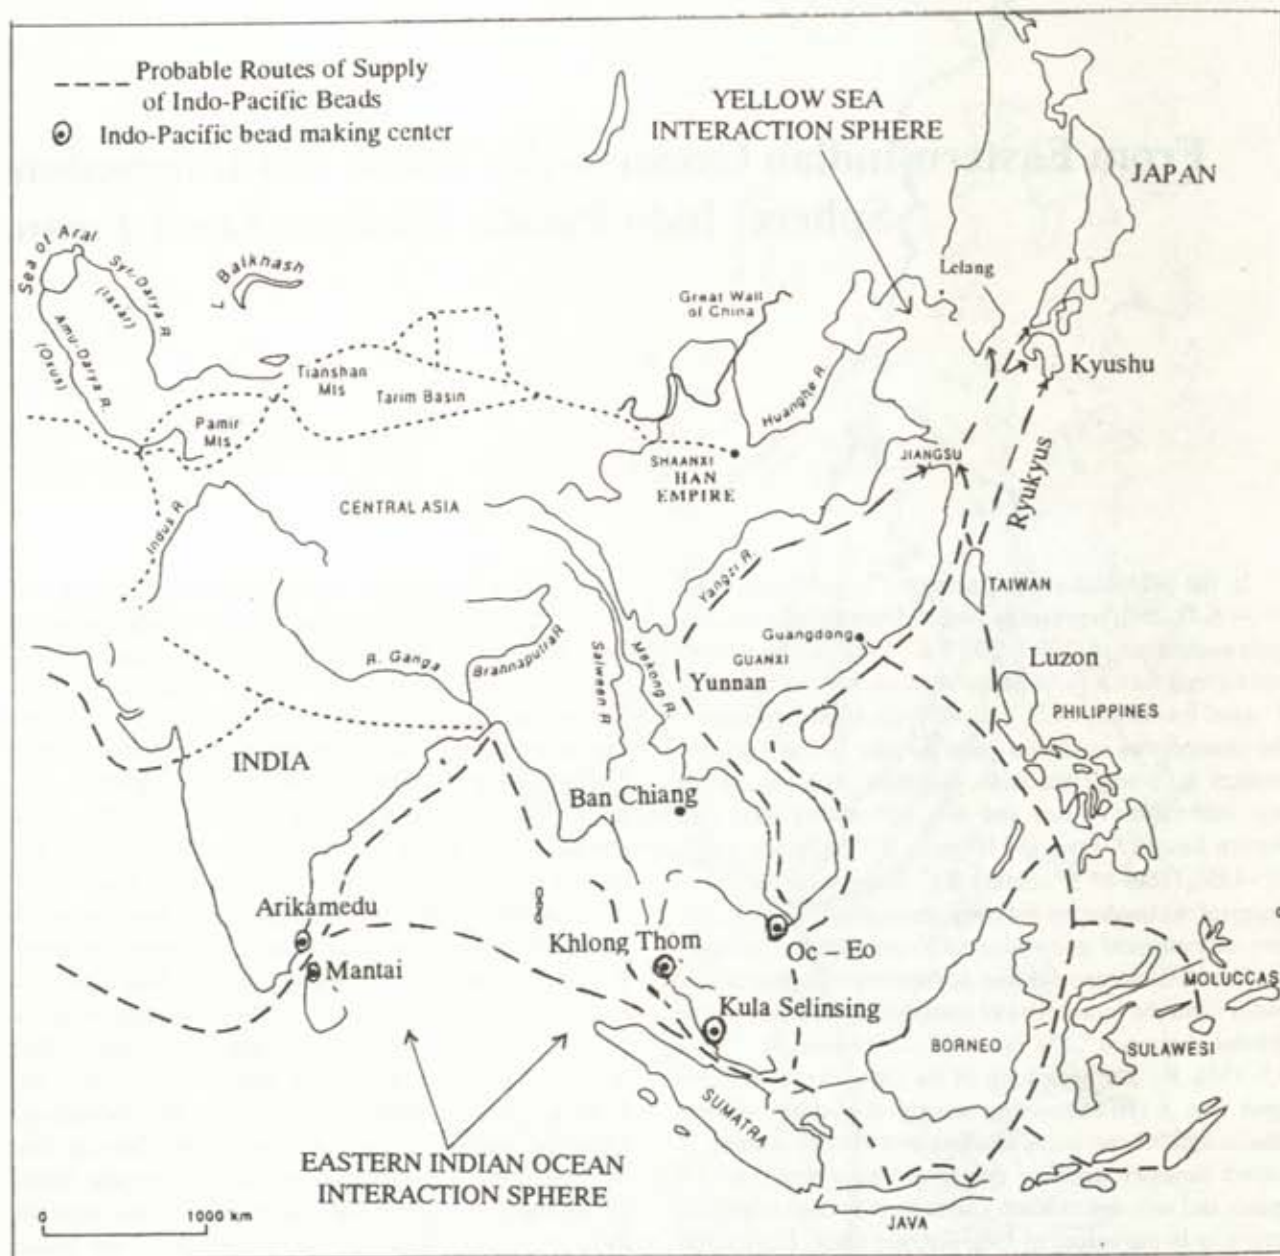 Probable Routes of Supply
of Indo-Pacific Beads
Indo-Pacific bead making center
YELLOW SEA
INTERACTION SPHERE
JAPAN
Sea of Aral
Syr-Darya R.
(Iaxar)
L. Balkhash
Amu-Darya R.
(Oxus)
Lelang
Great Wall
of China
Kyushu
Tianshan
Mts
Tarim Basin
Pamir
Mts
Huanghe R.
SHAANXI
HAN
EMPIRE
JIANGSU
Ryukyus
CENTRAL ASIA
Indus R
Yangzi R.
TAIWAN
Guangdong
GUANXI
Yunnan
R. Ganga
Brannaputra R
Salween R
Mekong R.
Luzon
PHILIPPINES
INDIA
Ban Chiang
Arikamedu
Mantai
Khlong Thom
Oc – Eo
Kula Selinsing
MOLUCCAS
BORNEO
SULAWESI
SUMATRA
EASTERN INDIAN OCEAN
INTERACTION SPHERE
0 1000 km
JAVA